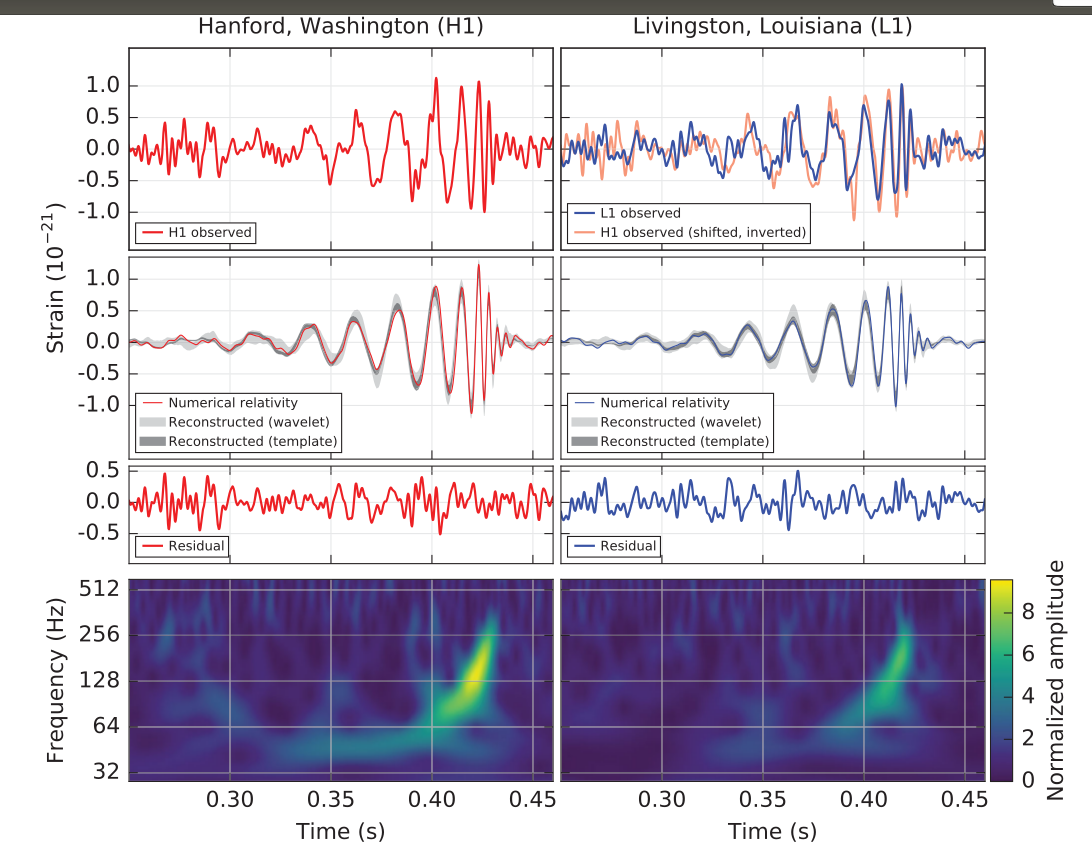 Hanford, Washington (H1)
Livingston, Louisiana (L1)
Strain (10⁻²¹)
1.0
0.5
0.0
-0.5
-1.0
H1 observed
L1 observed
H1 observed (shifted, inverted)
1.0
0.5
0.0
-0.5
-1.0
Numerical relativity
Reconstructed (wavelet)
Reconstructed (template)
Numerical relativity
Reconstructed (wavelet)
Reconstructed (template)
0.5
0.0
-0.5
Residual
Residual
Frequency (Hz)
512
256
128
64
32
Normalized amplitude
8
6
4
2
0
0.30
0.35
0.40
0.45
0.30
0.35
0.40
0.45
Time (s)
Time (s)